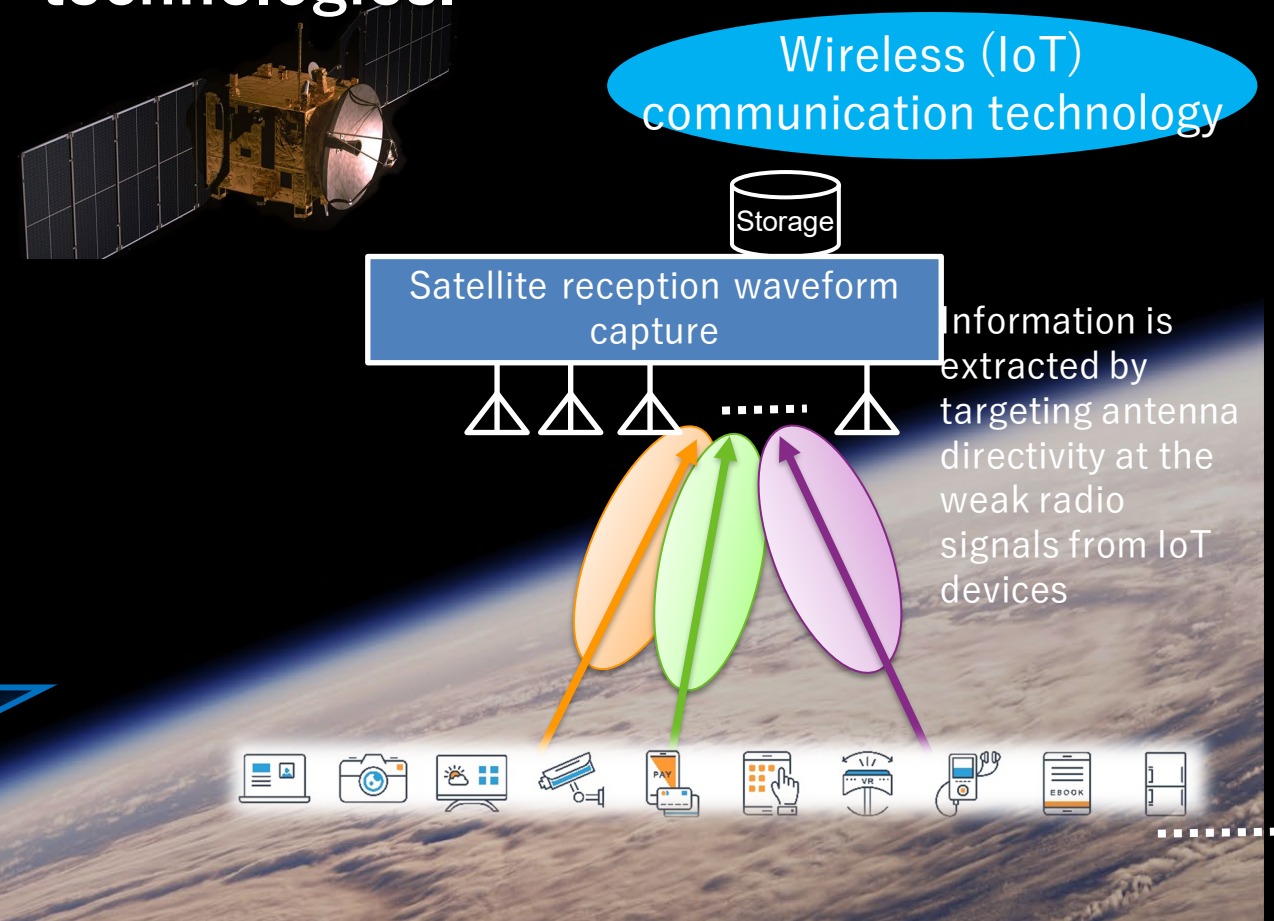 technologies.
Wireless (IoT)
communication technology
Storage
Satellite reception waveform
capture
Information is
extracted by
targeting antenna
directivity at the
weak radio
signals from IoT
devices
PAY
VR
EBOOK